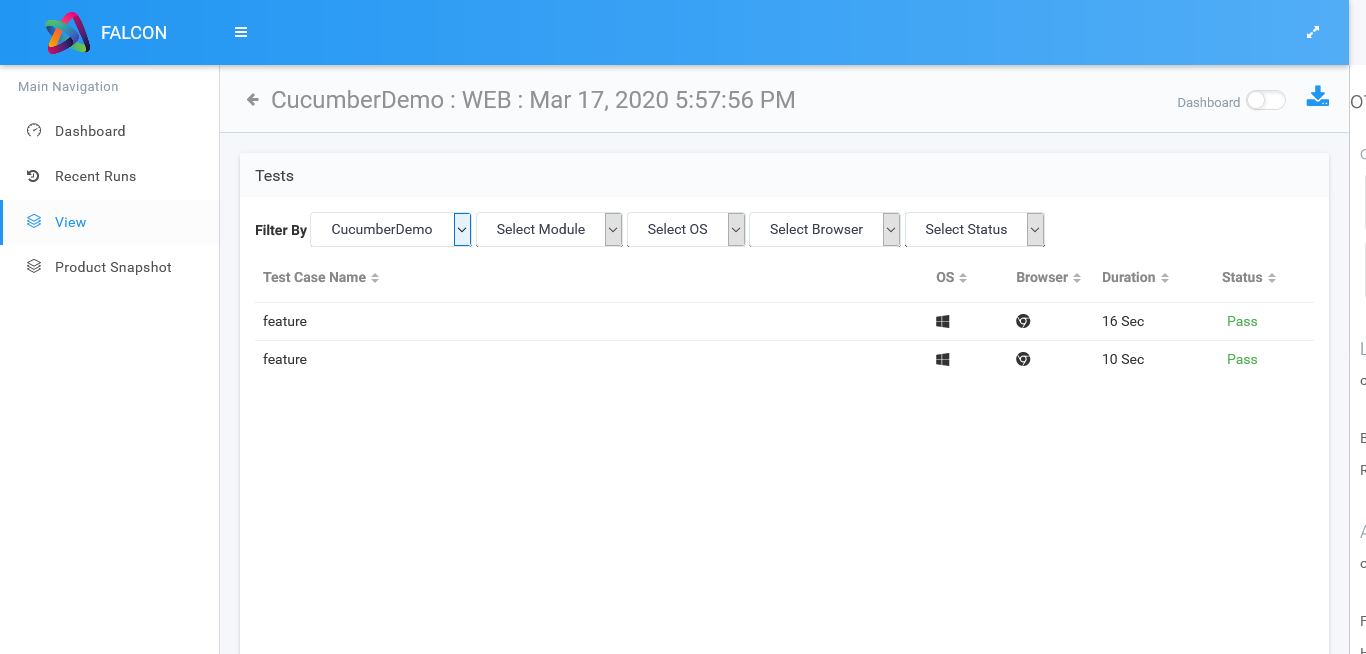 FALCON
Main Navigation
Dashboard
Recent Runs
View
Product Snapshot
CucumberDemo : WEB : Mar 17, 2020 5:57:56 PM
Dashboard
Tests
Filter By CucumberDemo Select Module Select OS Select Browser Select Status
Test Case Name OS Browser Duration Status
feature 16 Sec Pass
feature 10 Sec Pass